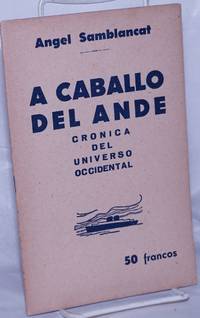 Angel Samblancat
A CABALLO
DEL ANDE
CRONICA
DEL
UNIVERSO
OCCIDENTAL
50 francos